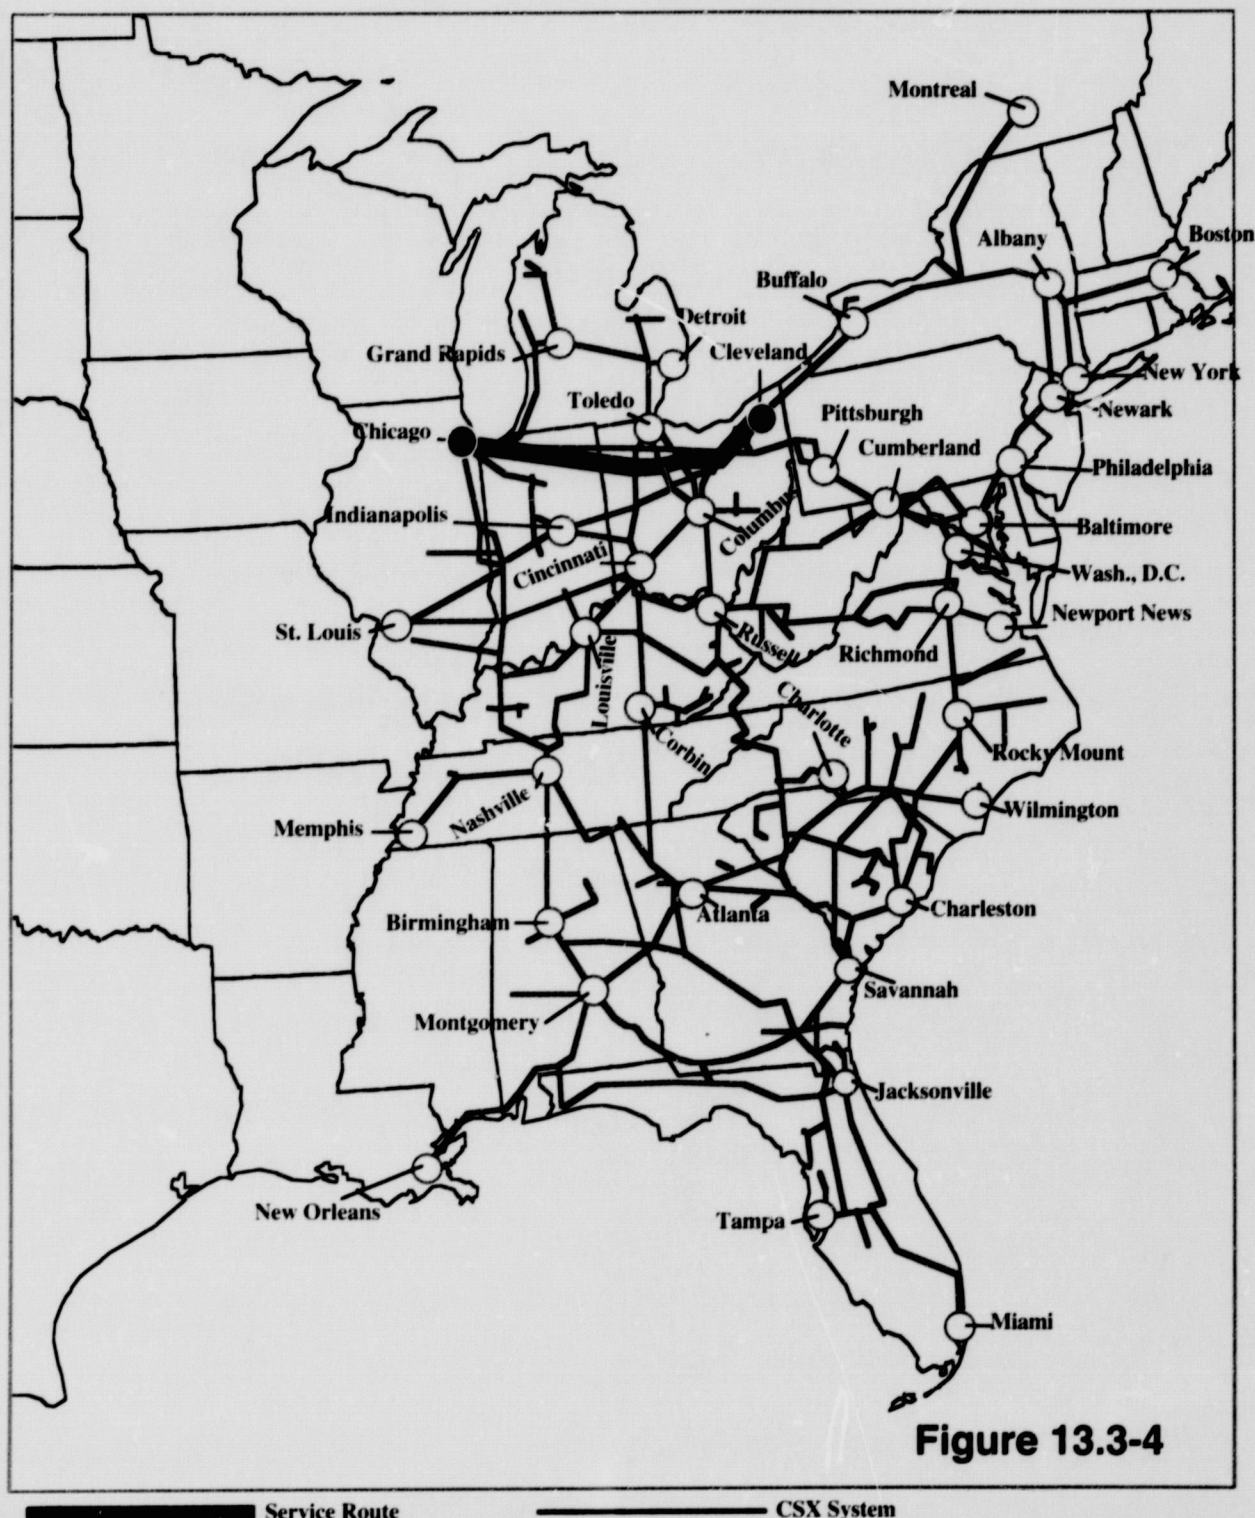 Montreal
Albany
Boston
Buffalo
Detroit
Grand Rapids
Cleveland
New York
Toledo
Newark
Pittsburgh
Chicago
Cumberland
Philadelphia
Indianapolis
Columbus
Baltimore
Cincinnati
Wash., D.C.
Newport News
St. Louis
Russell
Richmond
Louisville
Charlotte
Corbin
Rocky Mount
Nashville
Wilmington
Memphis
Atlanta
Charleston
Birmingham
Savannah
Montgomery
Jacksonville
New Orleans
Tampa
Miami
Figure 13.3-4
Service Route
CSX System